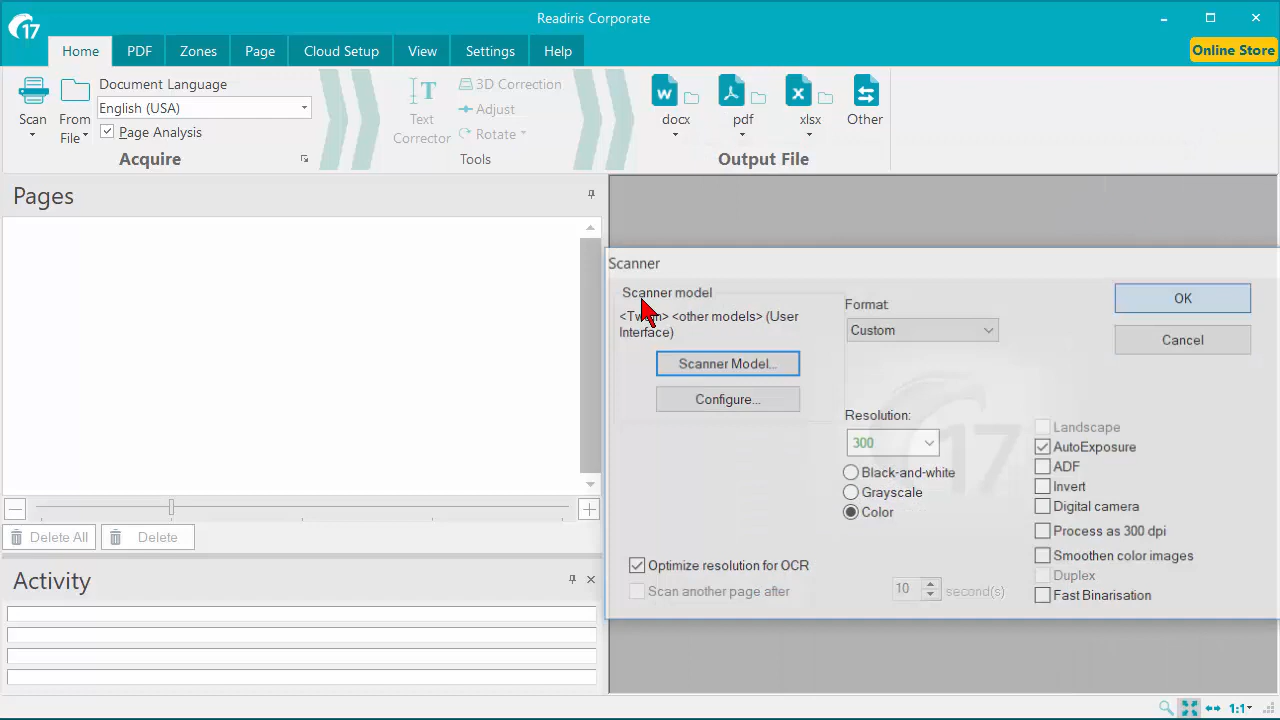 Readiris Corporate
17
Home PDF Zones Page Cloud Setup View Settings Help
Online Store
Document Language
English (USA)
Page Analysis
Scan
From File
Acquire
Text Corrector
3D Correction
Adjust
Rotate
Tools
docx pdf xlsx Other
Output File
Pages
Delete All Delete
Activity
Scanner
Scanner model
<Twain> <other models> (User
Interface)
Scanner Model...
Configure...
Optimize resolution for OCR
Scan another page after 10 second(s)
Format:
Custom
Resolution:
300
Black-and-white
Grayscale
Color
OK
Cancel
Landscape
AutoExposure
ADF
Invert
Digital camera
Process as 300 dpi
Smoothen color images
Duplex
Fast Binarisation
17
1:1